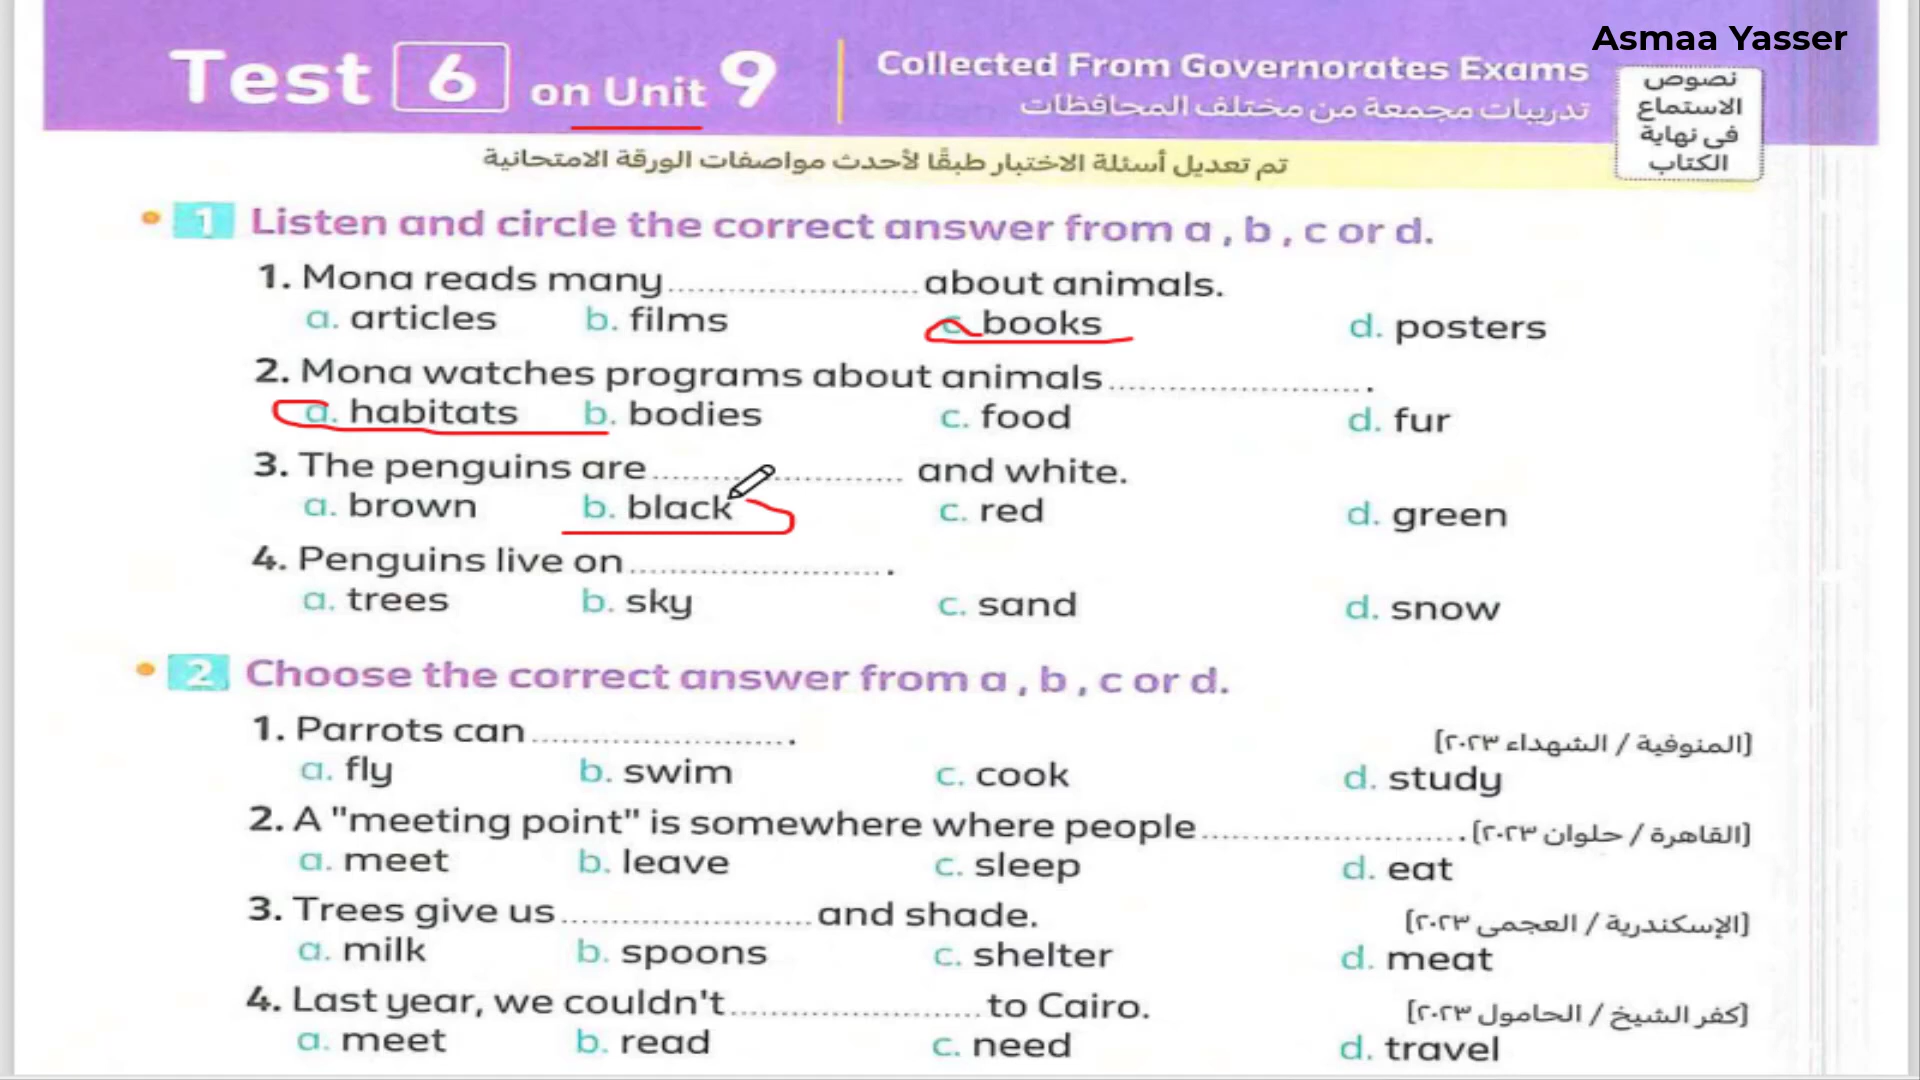 Asmaa Yasser
Test 6 on Unit 9
Collected From Governorates Exams
تدريبات مجمعة من مختلف المحافظات
نصوص
الاستماع
فى نهاية
الكتاب
تم تعديل أسئلة الاختبار طبقًا لأحدث مواصفات الورقة الامتحانية
1 Listen and circle the correct answer from a , b , c or d.
1. Mona reads many .......................... about animals.
a. articles b. films c. books d. posters
2. Mona watches programs about animals .......................... .
a. habitats b. bodies c. food d. fur
3. The penguins are .......................... and white.
a. brown b. black c. red d. green
4. Penguins live on .......................... .
a. trees b. sky c. sand d. snow
2 Choose the correct answer from a , b , c or d.
1. Parrots can .......................... . [المنوفية / الشهداء ٢٠٢٣]
a. fly b. swim c. cook d. study
2. A "meeting point" is somewhere where people .......................... . [القاهرة / حلوان ٢٠٢٣]
a. meet b. leave c. sleep d. eat
3. Trees give us .......................... and shade. [الإسكندرية / العجمى ٢٠٢٣]
a. milk b. spoons c. shelter d. meat
4. Last year, we couldn't .......................... to Cairo. [كفر الشيخ / الحامول ٢٠٢٣]
a. meet b. read c. need d. travel